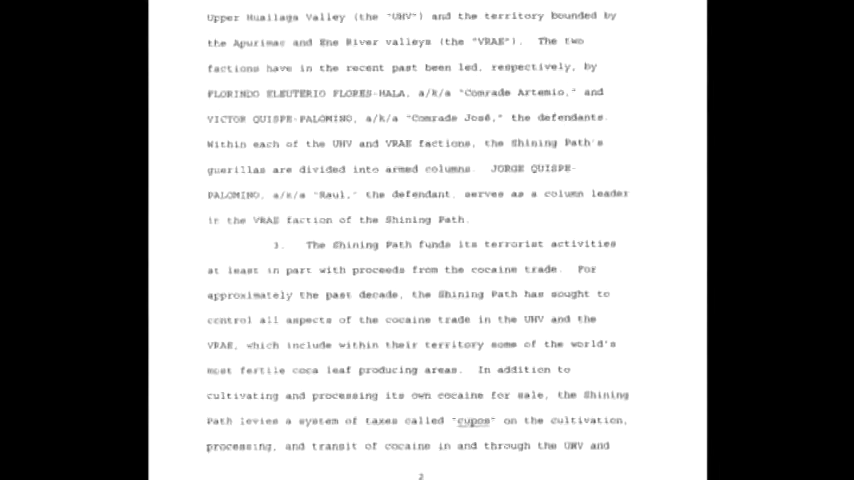 Upper Huallaga Valley (the "UHV") and the territory bounded by
the Apurimac and Ene River valleys (the "VRAE"). The two
factions have in the recent past been led, respectively, by
FLORINDO ELEUTERIO FLORES-HALA, a/k/a "Comrade Artemio," and
VICTOR QUISPE-PALOMINO, a/k/a "Comrade José," the defendants.
Within each of the UHV and VRAE factions, the Shining Path's
guerillas are divided into armed columns. JORGE QUISPE-
PALOMINO, a/k/a "Raul," the defendant, serves as a column leader
in the VRAE faction of the Shining Path.
3. The Shining Path funds its terrorist activities
at least in part with proceeds from the cocaine trade. For
approximately the past decade, the Shining Path has sought to
control all aspects of the cocaine trade in the UHV and the
VRAE, which include within their territory some of the world's
most fertile coca leaf producing areas. In addition to
cultivating and processing its own cocaine for sale, the Shining
Path levies a system of taxes called "cupos" on the cultivation,
processing, and transit of cocaine in and through the UHV and
2